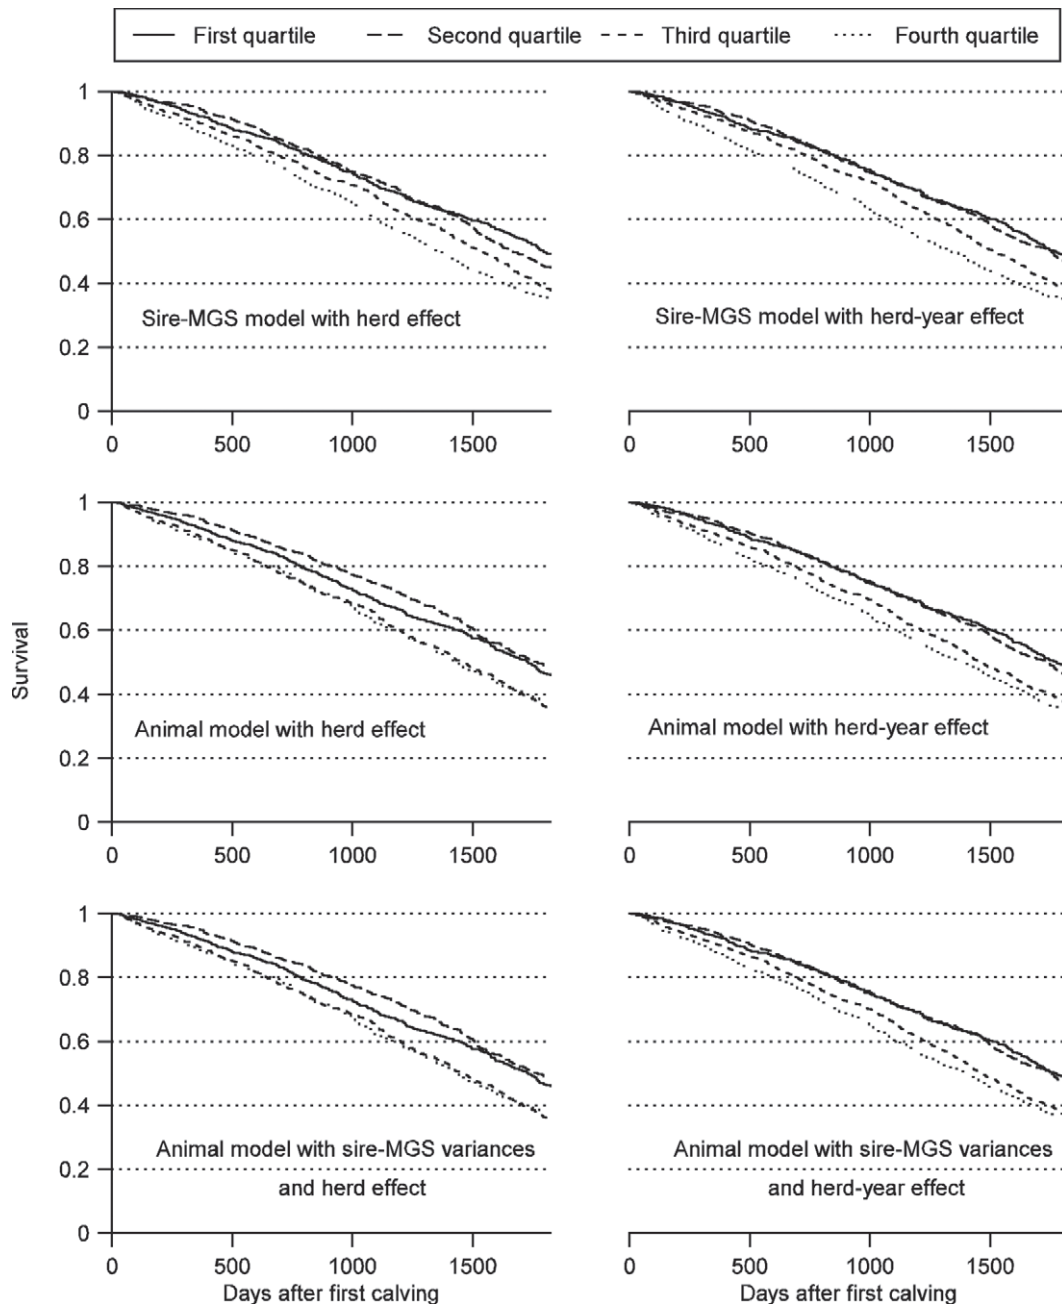 First quartile Second quartile Third quartile Fourth quartile
1
0.8
0.6
0.4
0.2
0
Sire-MGS model with herd effect
0 500 1000 1500
Sire-MGS model with herd-year effect
0 500 1000 1500
Survival
1
0.8
0.6
0.4
0.2
0
Animal model with herd effect
0 500 1000 1500
Animal model with herd-year effect
0 500 1000 1500
1
0.8
0.6
0.4
0.2
0
Animal model with sire-MGS variances
and herd effect
0 500 1000 1500
Days after first calving
Animal model with sire-MGS variances
and herd-year effect
0 500 1000 1500
Days after first calving